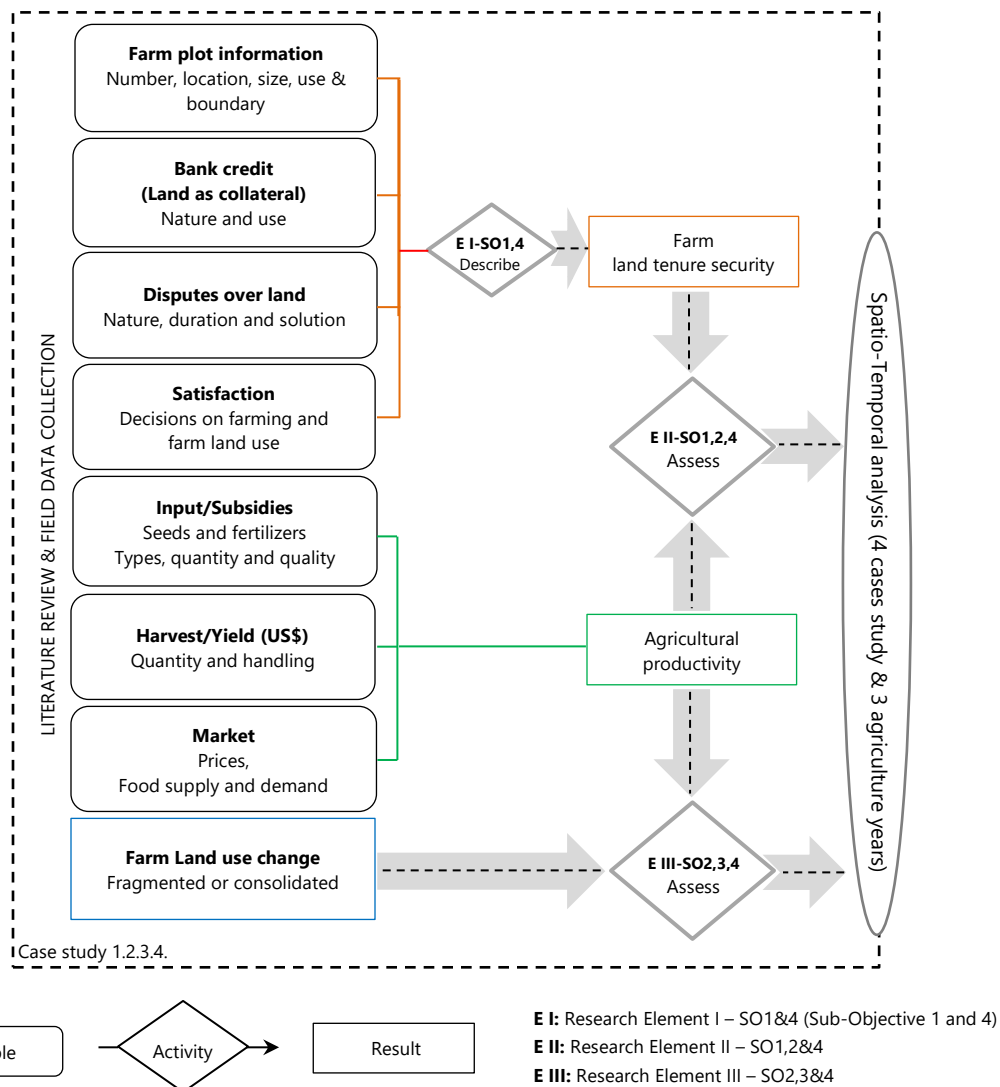 Farm plot information
Number, location, size, use &
boundary
Bank credit
(Land as collateral)
Nature and use
Disputes over land
Nature, duration and solution
Satisfaction
Decisions on farming and
farm land use
Input/Subsidies
Seeds and fertilizers
Types, quantity and quality
Harvest/Yield (US$)
Quantity and handling
Market
Prices,
Food supply and demand
Farm Land use change
Fragmented or consolidated
LITERATURE REVIEW & FIELD DATA COLLECTION
E I-SO1,4
Describe
Farm
land tenure security
E II-SO1,2,4
Assess
Agricultural
productivity
E III-SO2,3,4
Assess
Spatio-Temporal analysis (4 cases study & 3 agriculture years)
Case study 1.2.3.4.
Activity
Result
E I: Research Element I – SO1&4 (Sub-Objective 1 and 4)
E II: Research Element II – SO1,2&4
E III: Research Element III – SO2,3&4